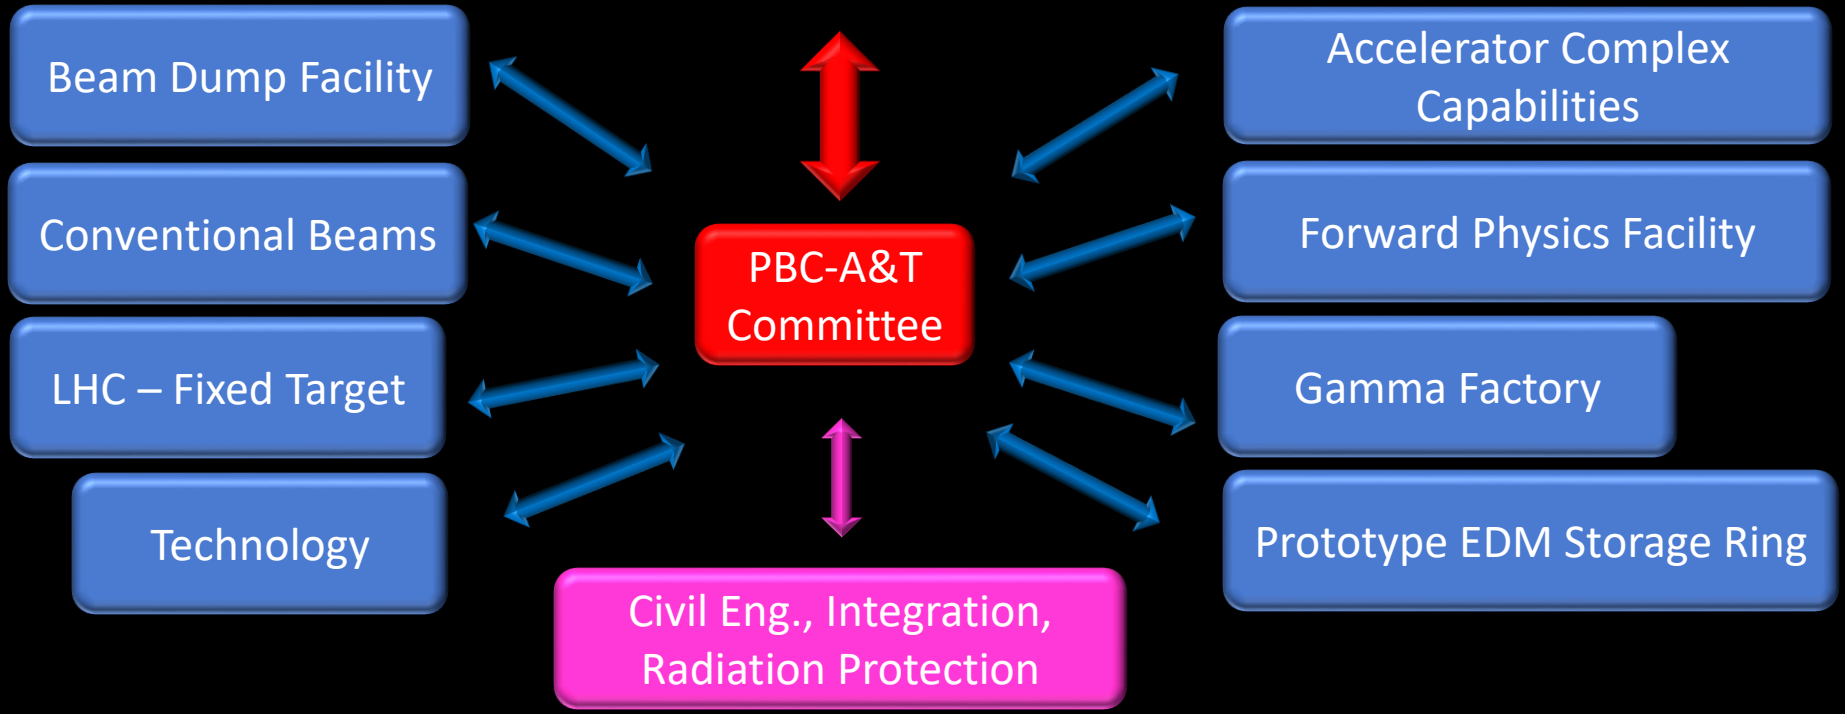 Beam Dump Facility
Conventional Beams
LHC – Fixed Target
Technology
PBC-A&T
Committee
Civil Eng., Integration,
Radiation Protection
Accelerator Complex
Capabilities
Forward Physics Facility
Gamma Factory
Prototype EDM Storage Ring